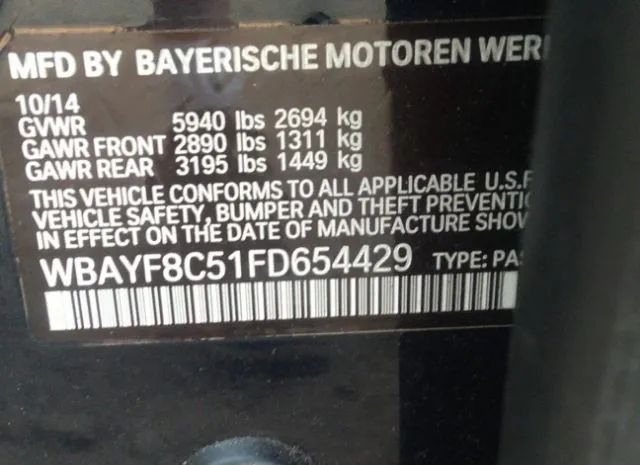 MFD BY BAYERISCHE MOTOREN WER
10/14
GVWR 5940 lbs 2694 kg
GAWR FRONT 2890 lbs 1311 kg
GAWR REAR 3195 lbs 1449 kg
THIS VEHICLE CONFORMS TO ALL APPLICABLE U.S.F
VEHICLE SAFETY, BUMPER AND THEFT PREVENTIO
IN EFFECT ON THE DATE OF MANUFACTURE SHOW
WBAYF8C51FD654429 TYPE: PAS